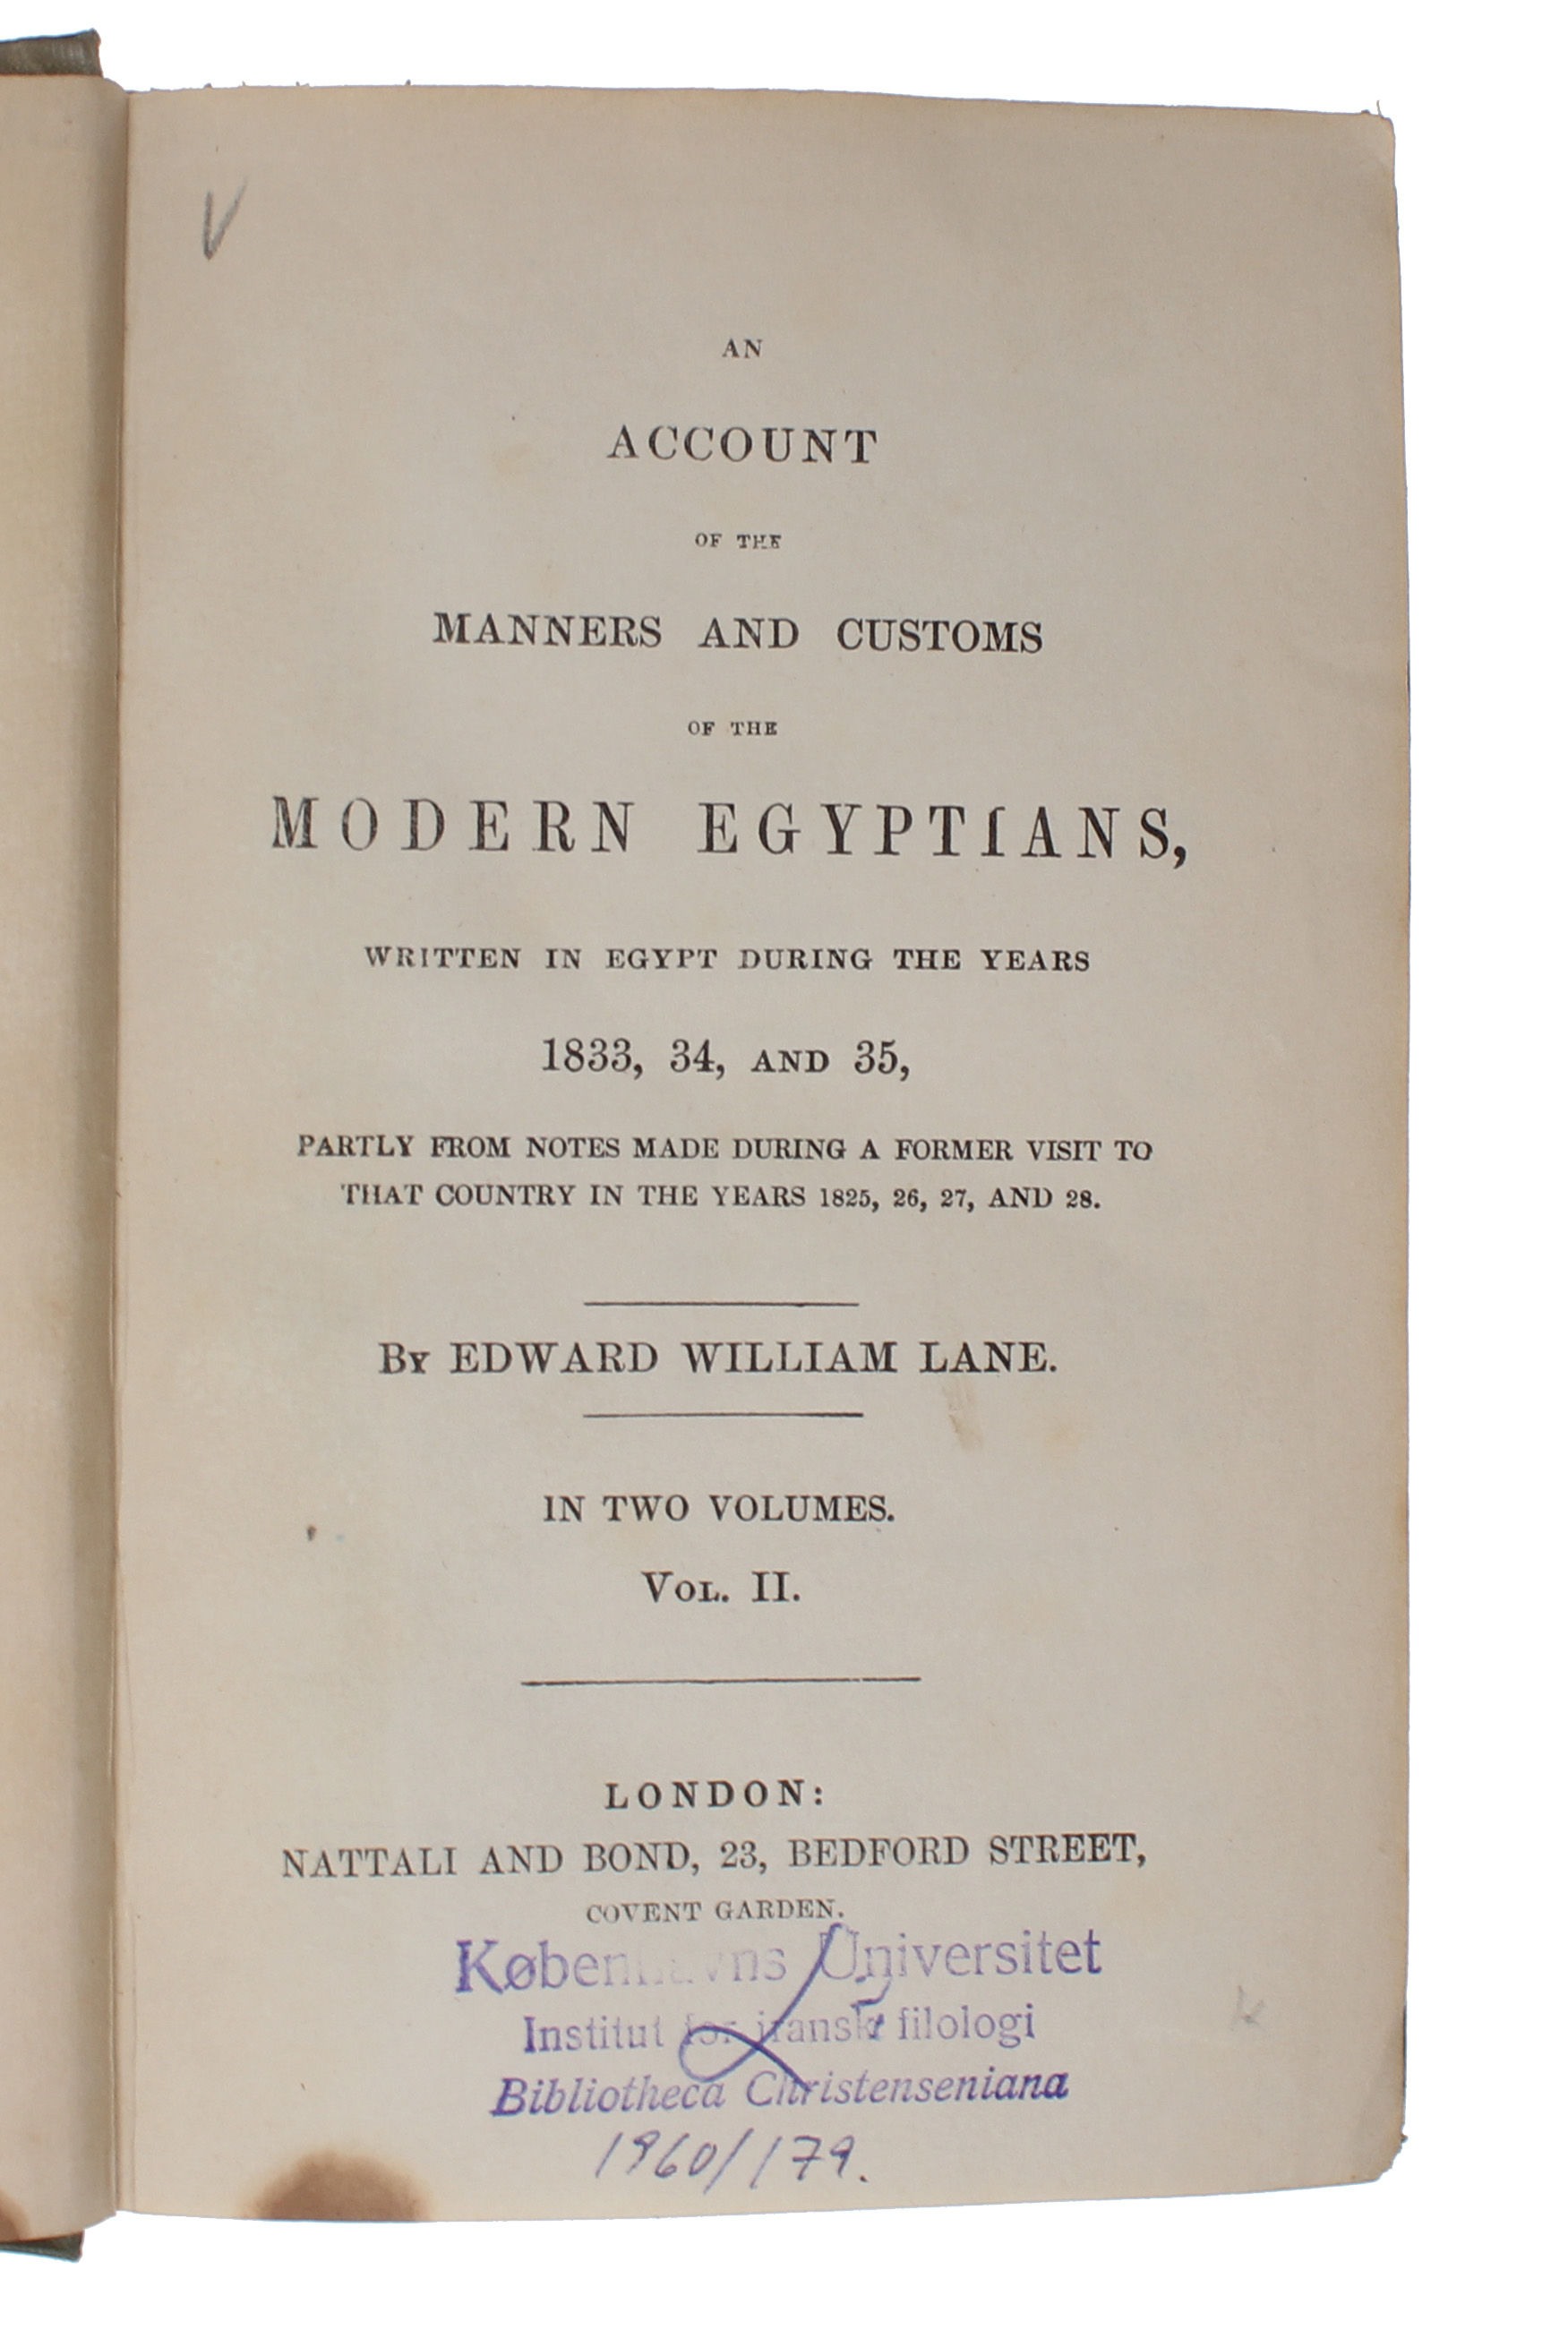 V
AN
ACCOUNT
OF THE
MANNERS AND CUSTOMS
OF THE
MODERN EGYPTIANS,
WRITTEN IN EGYPT DURING THE YEARS
1833, 34, AND 35,
PARTLY FROM NOTES MADE DURING A FORMER VISIT TO
THAT COUNTRY IN THE YEARS 1825, 26, 27, AND 28.
BY EDWARD WILLIAM LANE.
IN TWO VOLUMES.
VOL. II.
LONDON:
NATTALI AND BOND, 23, BEDFORD STREET,
COVENT GARDEN.
Københavns Universitet
Institut for iransk filologi
Bibliotheca Christenseniana
1960/179.